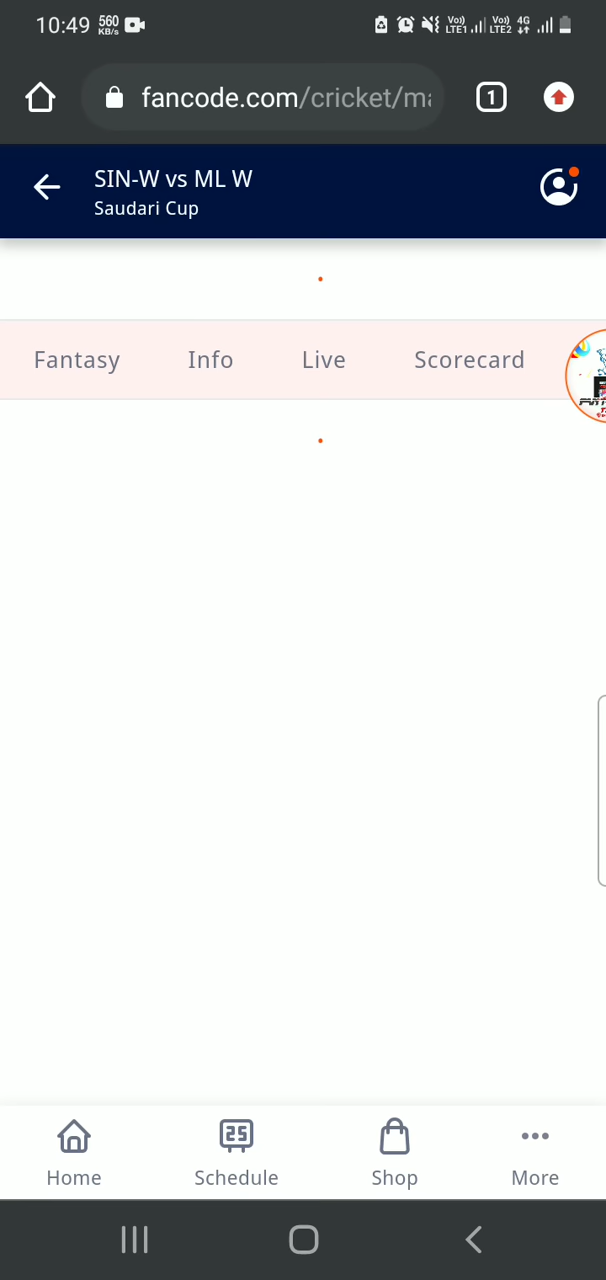 10:49 560 KB/s Vo)) LTE1 Vo)) LTE2 4G
fancode.com/cricket/ma
1
SIN-W vs ML W
Saudari Cup
Fantasy Info Live Scorecard
25
Home Schedule Shop More